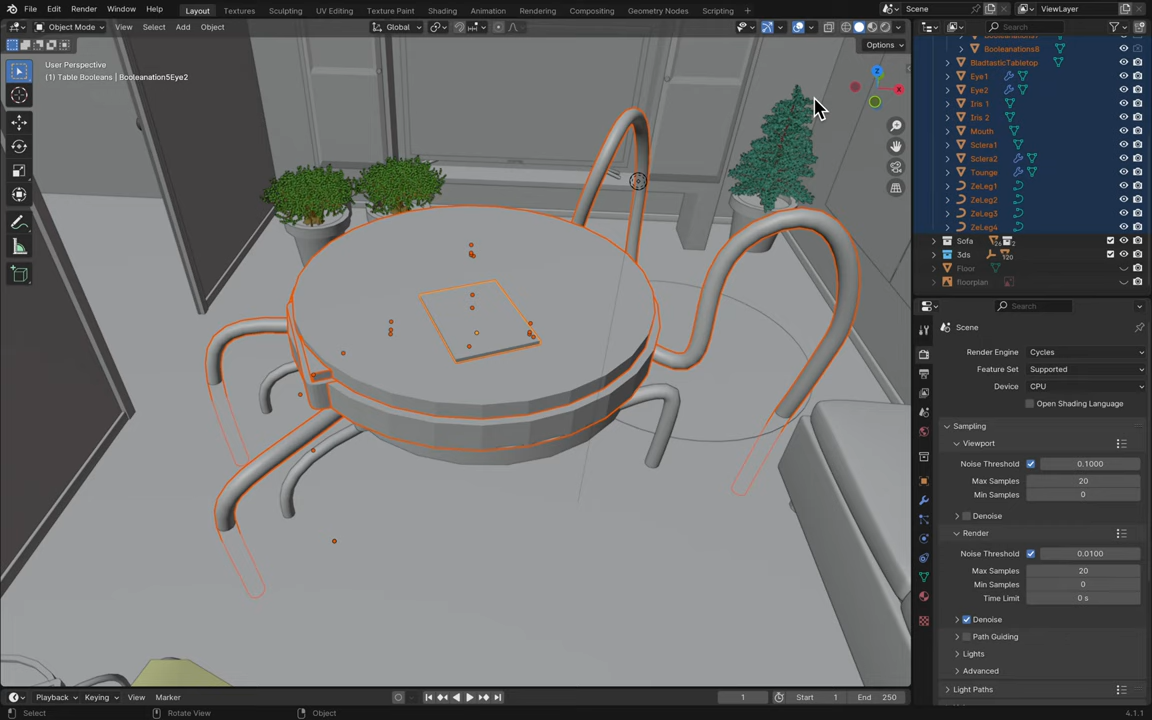 File Edit Render Window Help Layout Textures Sculpting UV Editing Texture Paint Shading Animation Rendering Compositing Geometry Nodes Scripting Scene ViewLayer
Object Mode View Select Add Object Global Search
Options
User Perspective
(1) Table Booleans | Booleanation5Eye2
Booleanations8
BladtasticTabletop
Eye1
Eye2
Iris 1
Iris 2
Mouth
Sclera1
Sclera2
Tounge
ZeLeg1
ZeLeg2
ZeLeg3
ZeLeg4
Sofa
3ds
Floor
floorplan
Search
Scene
Render Engine Cycles
Feature Set Supported
Device CPU
Open Shading Language
Sampling
Viewport
Noise Threshold 0.1000
Max Samples 20
Min Samples 0
Denoise
Render
Noise Threshold 0.0100
Max Samples 20
Min Samples 0
Time Limit 0 s
Denoise
Path Guiding
Lights
Advanced
Light Paths
Playback Keying View Marker 1 Start 1 End 250
Select Rotate View Object 4.1.1